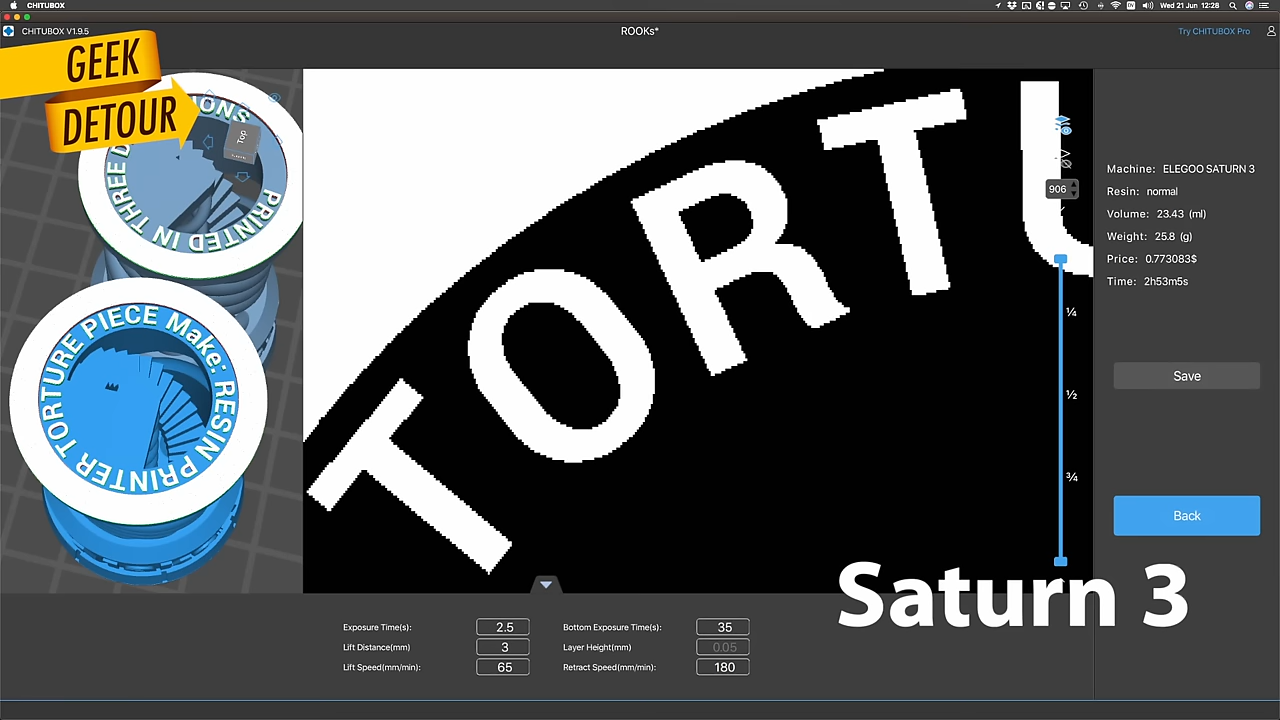 CHITUBOX
Wed 21 Jun 12:28
CHITUBOX V1.9.5
ROOKs*
Try CHITUBOX Pro
GEEK
DETOUR
Top
PRINTED IN THREE D
IONS
TORTURE PIECE Make: RESIN PRINTER
TORTU
906
¼
½
¾
Machine: ELEGOO SATURN 3
Resin: normal
Volume: 23.43 (ml)
Weight: 25.8 (g)
Price: 0.773083$
Time: 2h53m5s
Save
Back
Saturn 3
Exposure Time(s): 2.5 Bottom Exposure Time(s): 35
Lift Distance(mm) 3 Layer Height(mm) 0.05
Lift Speed(mm/min): 65 Retract Speed(mm/min): 180